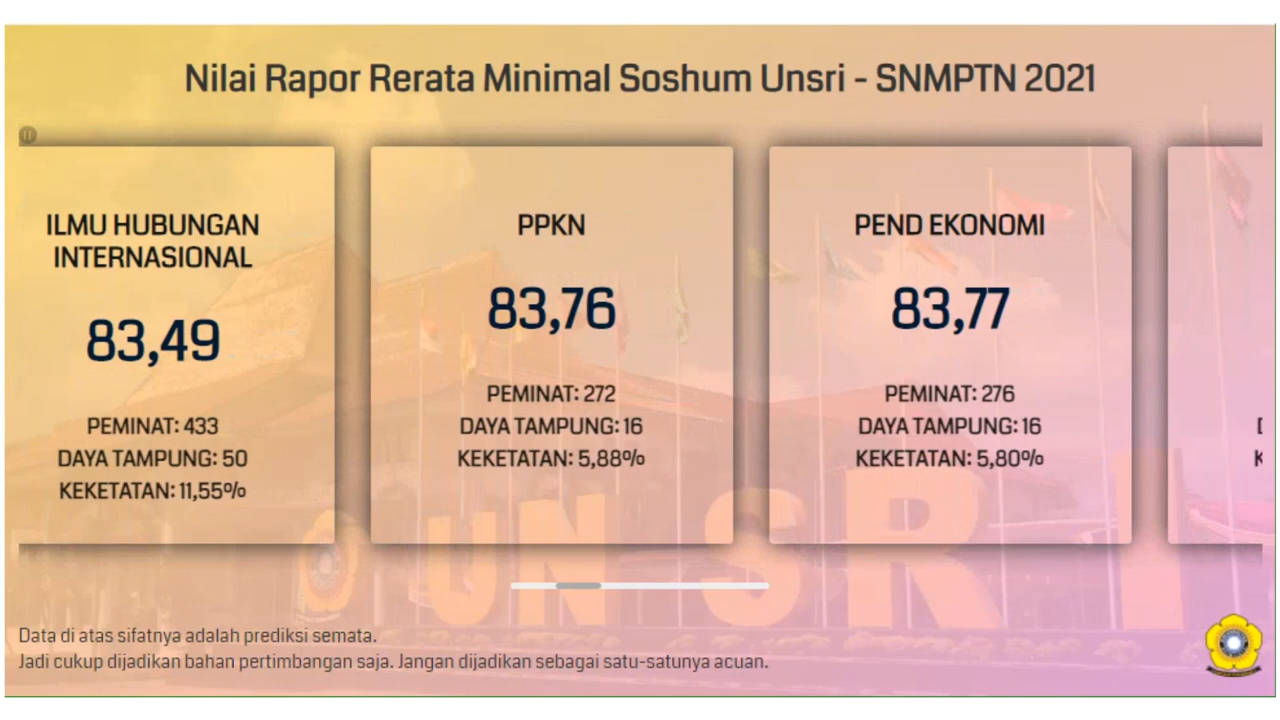 Nilai Rapor Rerata Minimal Soshum Unsri - SNMPTN 2021
ILMU HUBUNGAN
INTERNASIONAL
83,49
PEMINAT: 433
DAYA TAMPUNG: 50
KEKETATAN: 11,55%
PPKN
83,76
PEMINAT: 272
DAYA TAMPUNG: 16
KEKETATAN: 5,88%
PEND EKONOMI
83,77
PEMINAT: 276
DAYA TAMPUNG: 16
KEKETATAN: 5,80%
K
UNSRI
Data di atas sifatnya adalah prediksi semata.
Jadi cukup dijadikan bahan pertimbangan saja. Jangan dijadikan sebagai satu-satunya acuan.